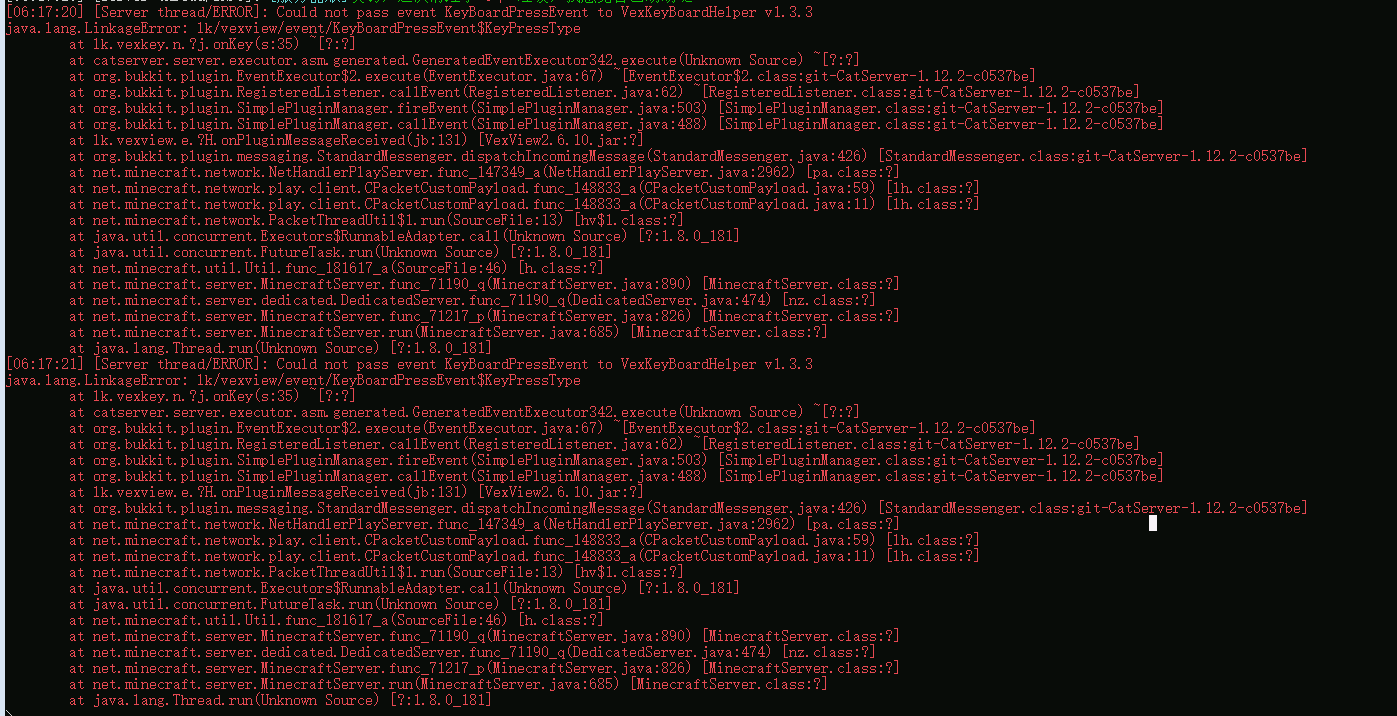 [06:17:20] [Server thread/ERROR]: Could not pass event KeyBoardPressEvent to VexKeyBoardHelper v1.3.3
java.lang.LinkageError: lk/vexview/event/KeyBoardPressEvent$KeyPressType
at lk.vexkey.n.?j.onKey(s:35) ~[?:?]
at catserver.server.executor.asm.generated.GeneratedEventExecutor342.execute(Unknown Source) ~[?:?]
at org.bukkit.plugin.EventExecutor$2.execute(EventExecutor.java:67) ~[EventExecutor$2.class:git-CatServer-1.12.2-c0537be]
at org.bukkit.plugin.RegisteredListener.callEvent(RegisteredListener.java:62) ~[RegisteredListener.class:git-CatServer-1.12.2-c0537be]
at org.bukkit.plugin.SimplePluginManager.fireEvent(SimplePluginManager.java:503) [SimplePluginManager.class:git-CatServer-1.12.2-c0537be]
at org.bukkit.plugin.SimplePluginManager.callEvent(SimplePluginManager.java:488) [SimplePluginManager.class:git-CatServer-1.12.2-c0537be]
at lk.vexview.e.?H.onPluginMessageReceived(jb:131) [VexView2.6.10.jar:?]
at org.bukkit.plugin.messaging.StandardMessenger.dispatchIncomingMessage(StandardMessenger.java:426) [StandardMessenger.class:git-CatServer-1.12.2-c0537be]
at net.minecraft.network.NetHandlerPlayServer.func_147349_a(NetHandlerPlayServer.java:2962) [pa.class:?]
at net.minecraft.network.play.client.CPacketCustomPayload.func_148833_a(CPacketCustomPayload.java:59) [lh.class:?]
at net.minecraft.network.play.client.CPacketCustomPayload.func_148833_a(CPacketCustomPayload.java:11) [lh.class:?]
at net.minecraft.network.PacketThreadUtil$1.run(SourceFile:13) [hv$1.class:?]
at java.util.concurrent.Executors$RunnableAdapter.call(Unknown Source) [?:1.8.0_181]
at java.util.concurrent.FutureTask.run(Unknown Source) [?:1.8.0_181]
at net.minecraft.util.Util.func_181617_a(SourceFile:46) [h.class:?]
at net.minecraft.server.MinecraftServer.func_71190_q(MinecraftServer.java:890) [MinecraftServer.class:?]
at net.minecraft.server.dedicated.DedicatedServer.func_71190_q(DedicatedServer.java:474) [nz.class:?]
at net.minecraft.server.MinecraftServer.func_71217_p(MinecraftServer.java:826) [MinecraftServer.class:?]
at net.minecraft.server.MinecraftServer.run(MinecraftServer.java:685) [MinecraftServer.class:?]
at java.lang.Thread.run(Unknown Source) [?:1.8.0_181]
[06:17:21] [Server thread/ERROR]: Could not pass event KeyBoardPressEvent to VexKeyBoardHelper v1.3.3
java.lang.LinkageError: lk/vexview/event/KeyBoardPressEvent$KeyPressType
at lk.vexkey.n.?j.onKey(s:35) ~[?:?]
at catserver.server.executor.asm.generated.GeneratedEventExecutor342.execute(Unknown Source) ~[?:?]
at org.bukkit.plugin.EventExecutor$2.execute(EventExecutor.java:67) ~[EventExecutor$2.class:git-CatServer-1.12.2-c0537be]
at org.bukkit.plugin.RegisteredListener.callEvent(RegisteredListener.java:62) ~[RegisteredListener.class:git-CatServer-1.12.2-c0537be]
at org.bukkit.plugin.SimplePluginManager.fireEvent(SimplePluginManager.java:503) [SimplePluginManager.class:git-CatServer-1.12.2-c0537be]
at org.bukkit.plugin.SimplePluginManager.callEvent(SimplePluginManager.java:488) [SimplePluginManager.class:git-CatServer-1.12.2-c0537be]
at lk.vexview.e.?H.onPluginMessageReceived(jb:131) [VexView2.6.10.jar:?]
at org.bukkit.plugin.messaging.StandardMessenger.dispatchIncomingMessage(StandardMessenger.java:426) [StandardMessenger.class:git-CatServer-1.12.2-c0537be]
at net.minecraft.network.NetHandlerPlayServer.func_147349_a(NetHandlerPlayServer.java:2962) [pa.class:?]
at net.minecraft.network.play.client.CPacketCustomPayload.func_148833_a(CPacketCustomPayload.java:59) [lh.class:?]
at net.minecraft.network.play.client.CPacketCustomPayload.func_148833_a(CPacketCustomPayload.java:11) [lh.class:?]
at net.minecraft.network.PacketThreadUtil$1.run(SourceFile:13) [hv$1.class:?]
at java.util.concurrent.Executors$RunnableAdapter.call(Unknown Source) [?:1.8.0_181]
at java.util.concurrent.FutureTask.run(Unknown Source) [?:1.8.0_181]
at net.minecraft.util.Util.func_181617_a(SourceFile:46) [h.class:?]
at net.minecraft.server.MinecraftServer.func_71190_q(MinecraftServer.java:890) [MinecraftServer.class:?]
at net.minecraft.server.dedicated.DedicatedServer.func_71190_q(DedicatedServer.java:474) [nz.class:?]
at net.minecraft.server.MinecraftServer.func_71217_p(MinecraftServer.java:826) [MinecraftServer.class:?]
at net.minecraft.server.MinecraftServer.run(MinecraftServer.java:685) [MinecraftServer.class:?]
at java.lang.Thread.run(Unknown Source) [?:1.8.0_181]